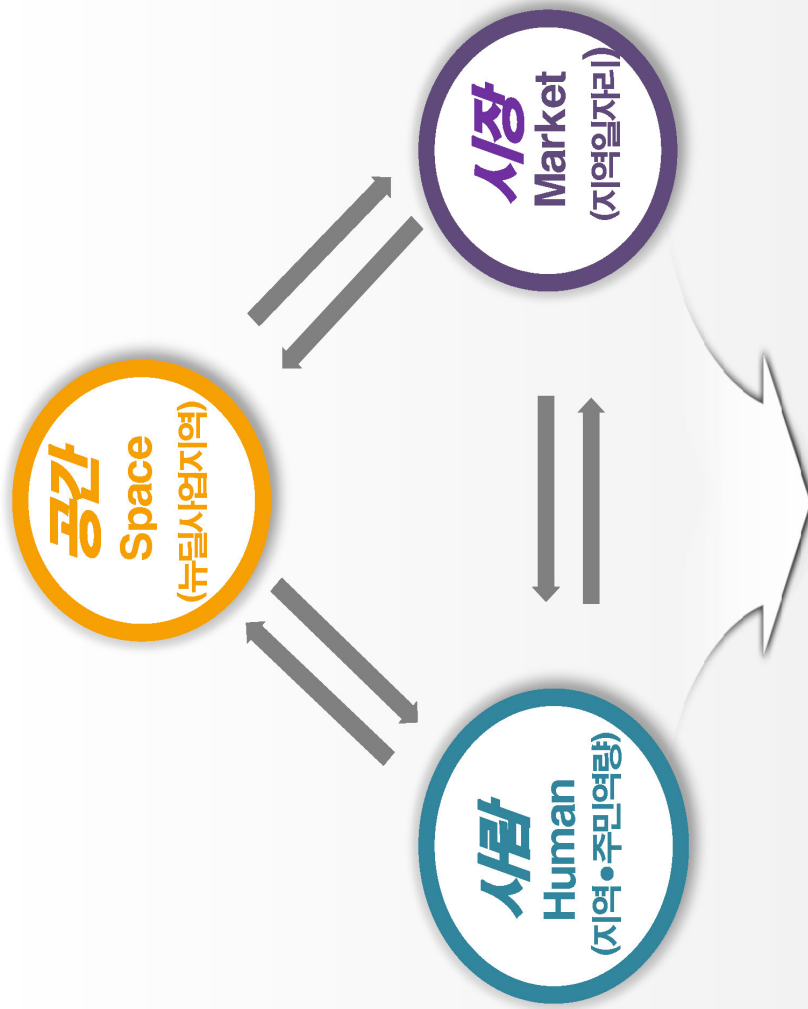 공간
Space
(뉴딜사업지역)
사람
Human
(지역•주민역량)
시장
Market
(지역일자리)